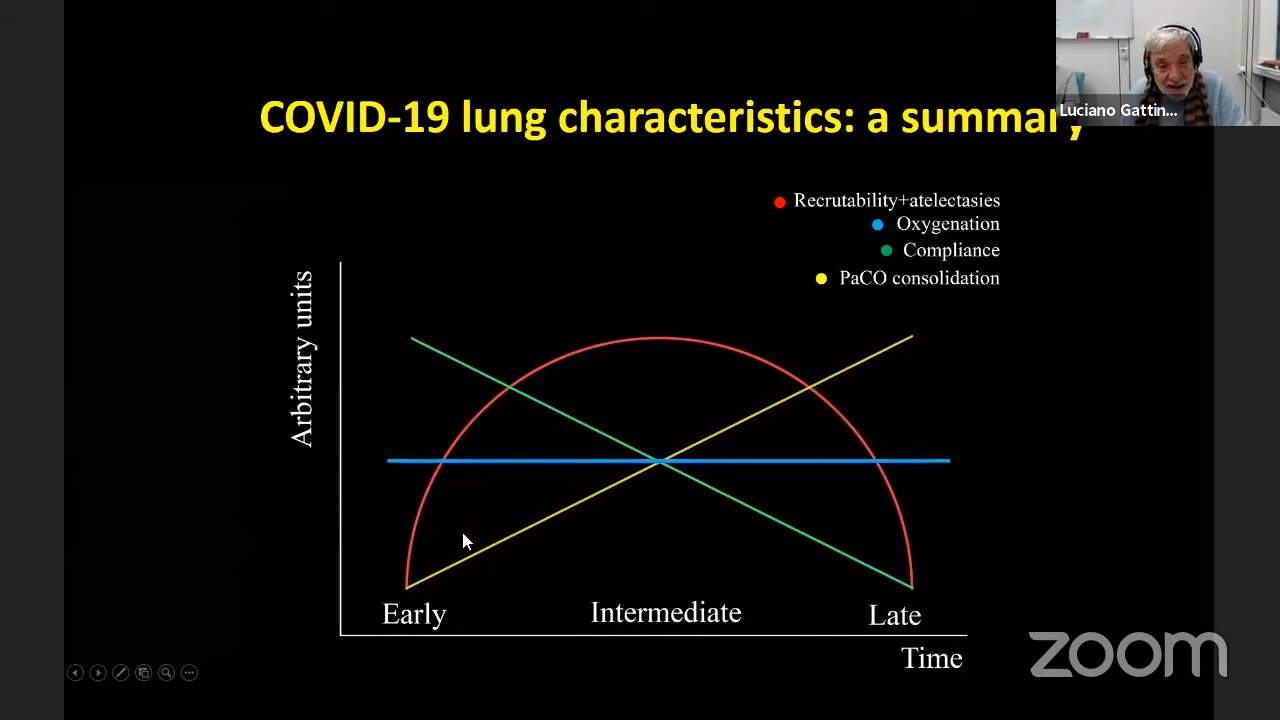 COVID-19 lung characteristics: a summary
Luciano Gattin...
Recrutability+atelectasies
Oxygenation
Compliance
PaCO consolidation
Arbitrary units
Early
Intermediate
Late
Time
zoom